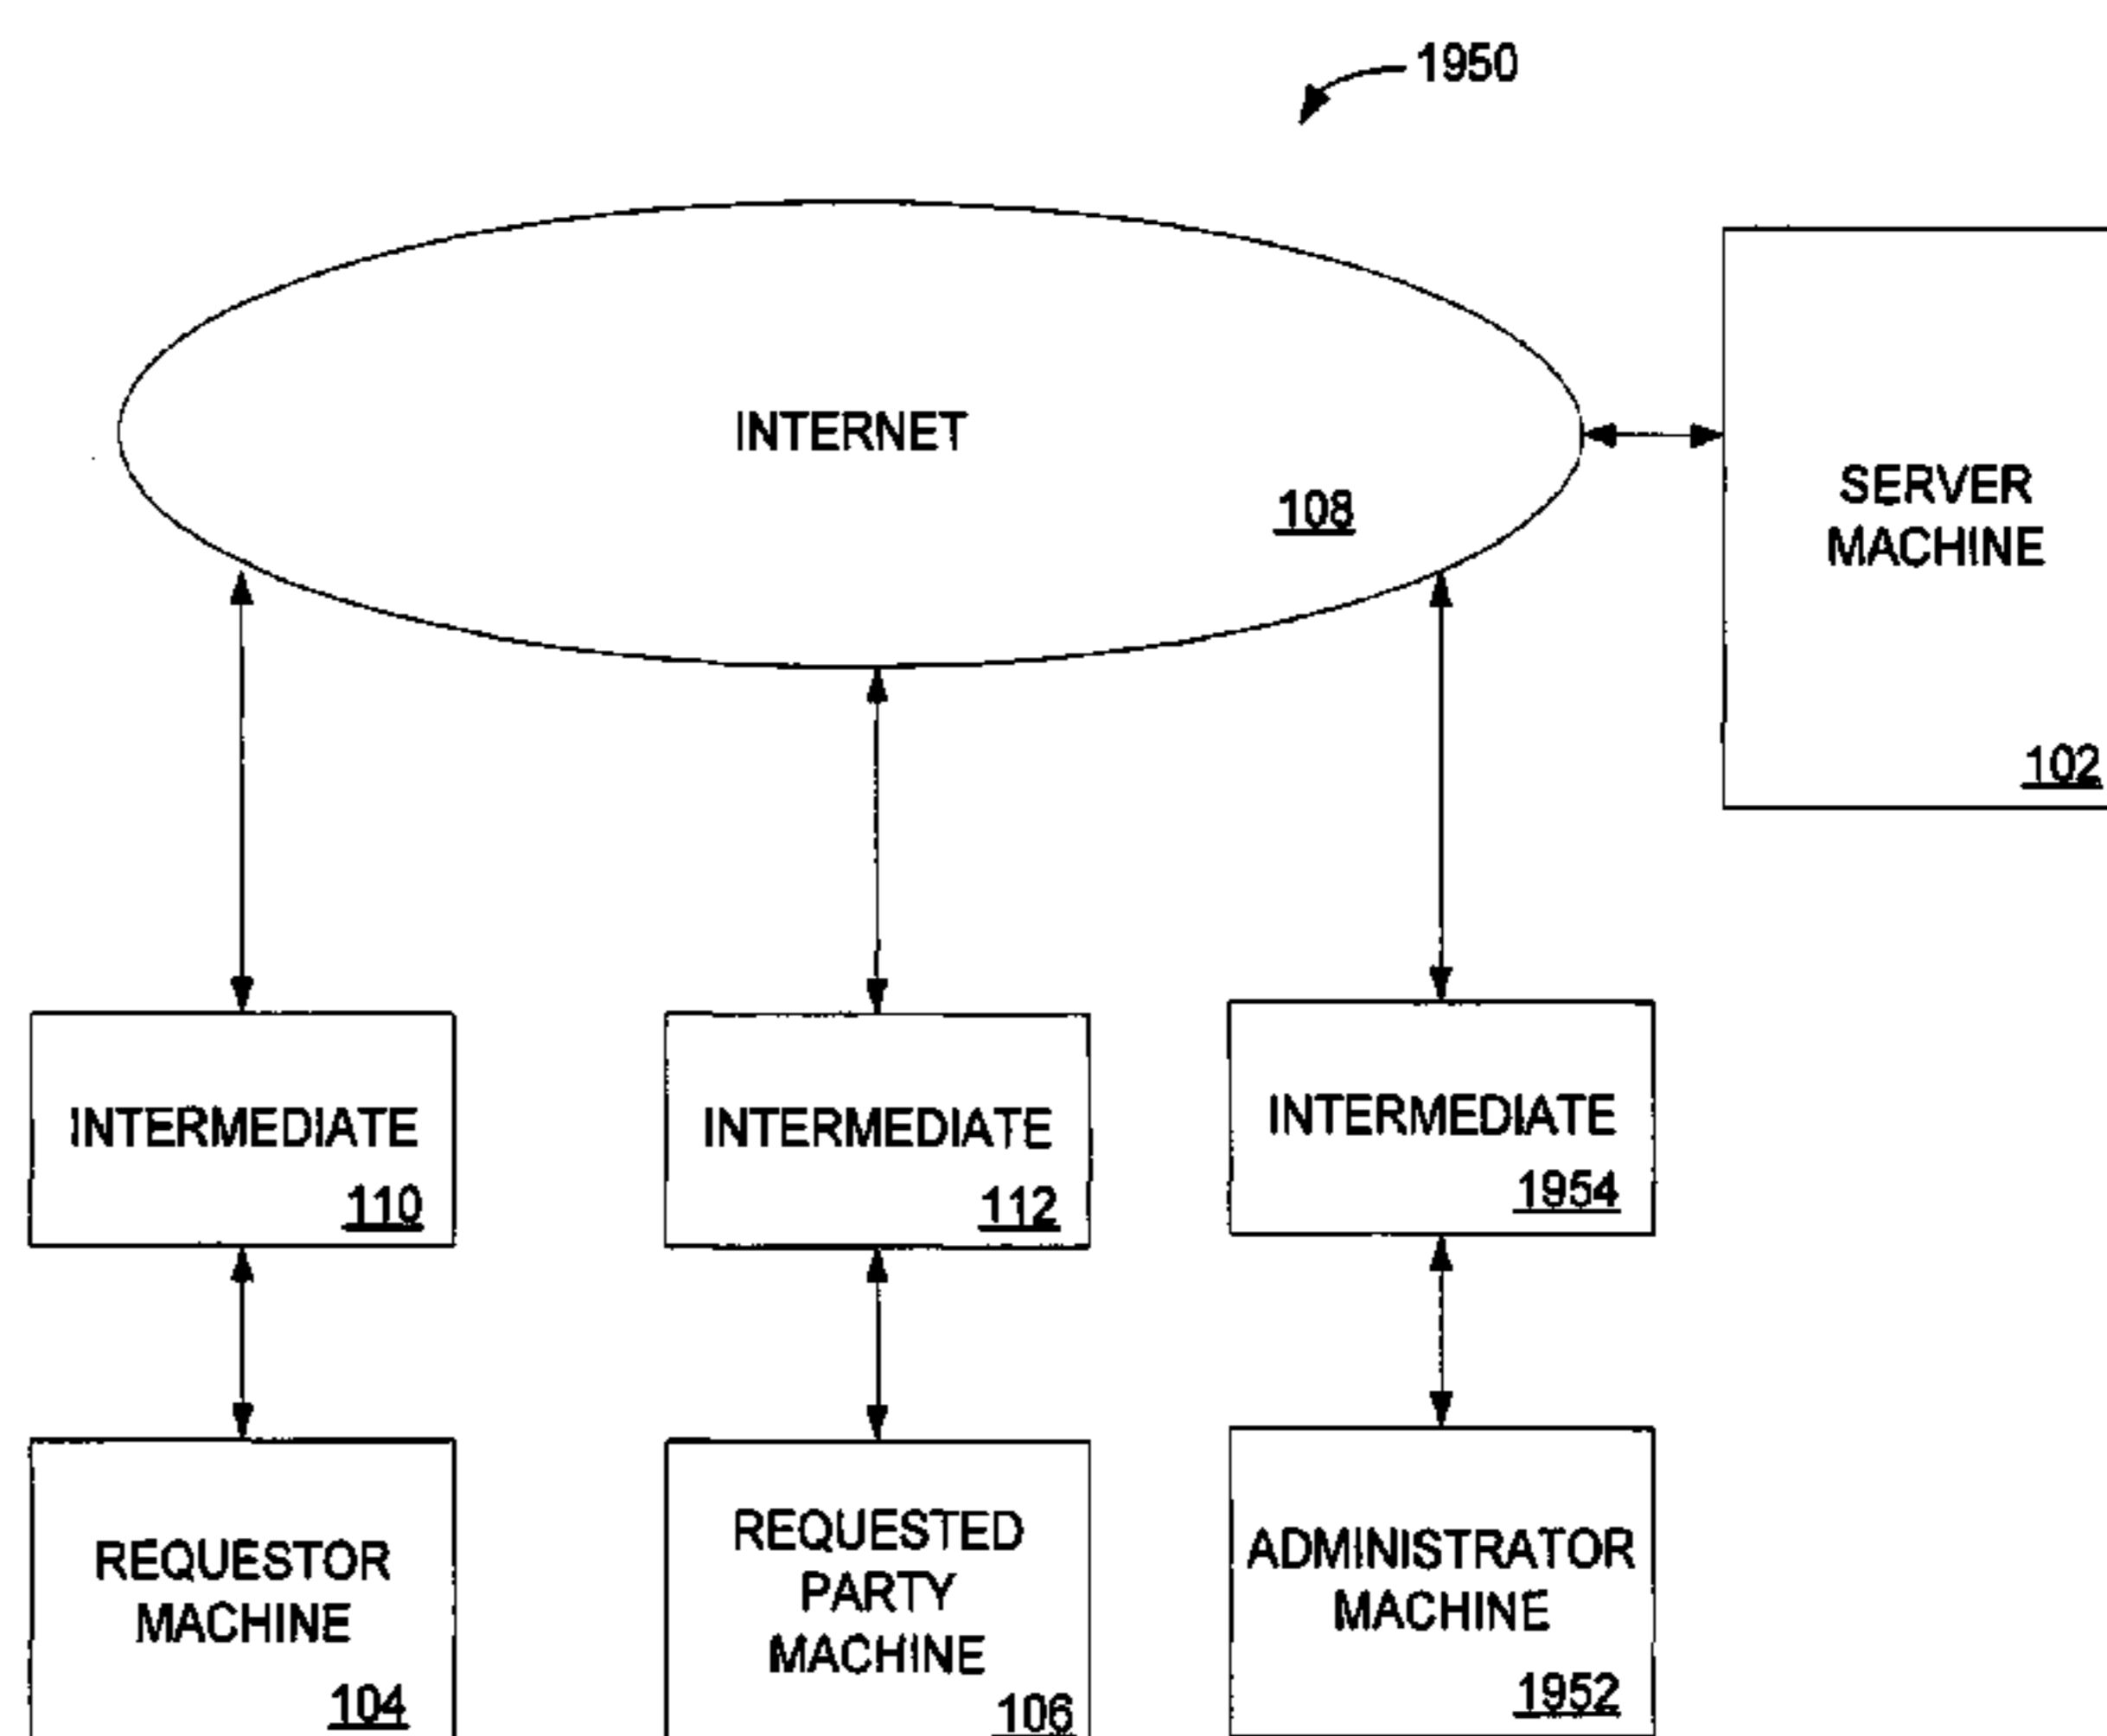 1950
INTERNET
108
SERVER
MACHINE
102
INTERMEDIATE
110
INTERMEDIATE
112
INTERMEDIATE
1954
REQUESTOR
MACHINE
104
REQUESTED
PARTY
MACHINE
106
ADMINISTRATOR
MACHINE
1952